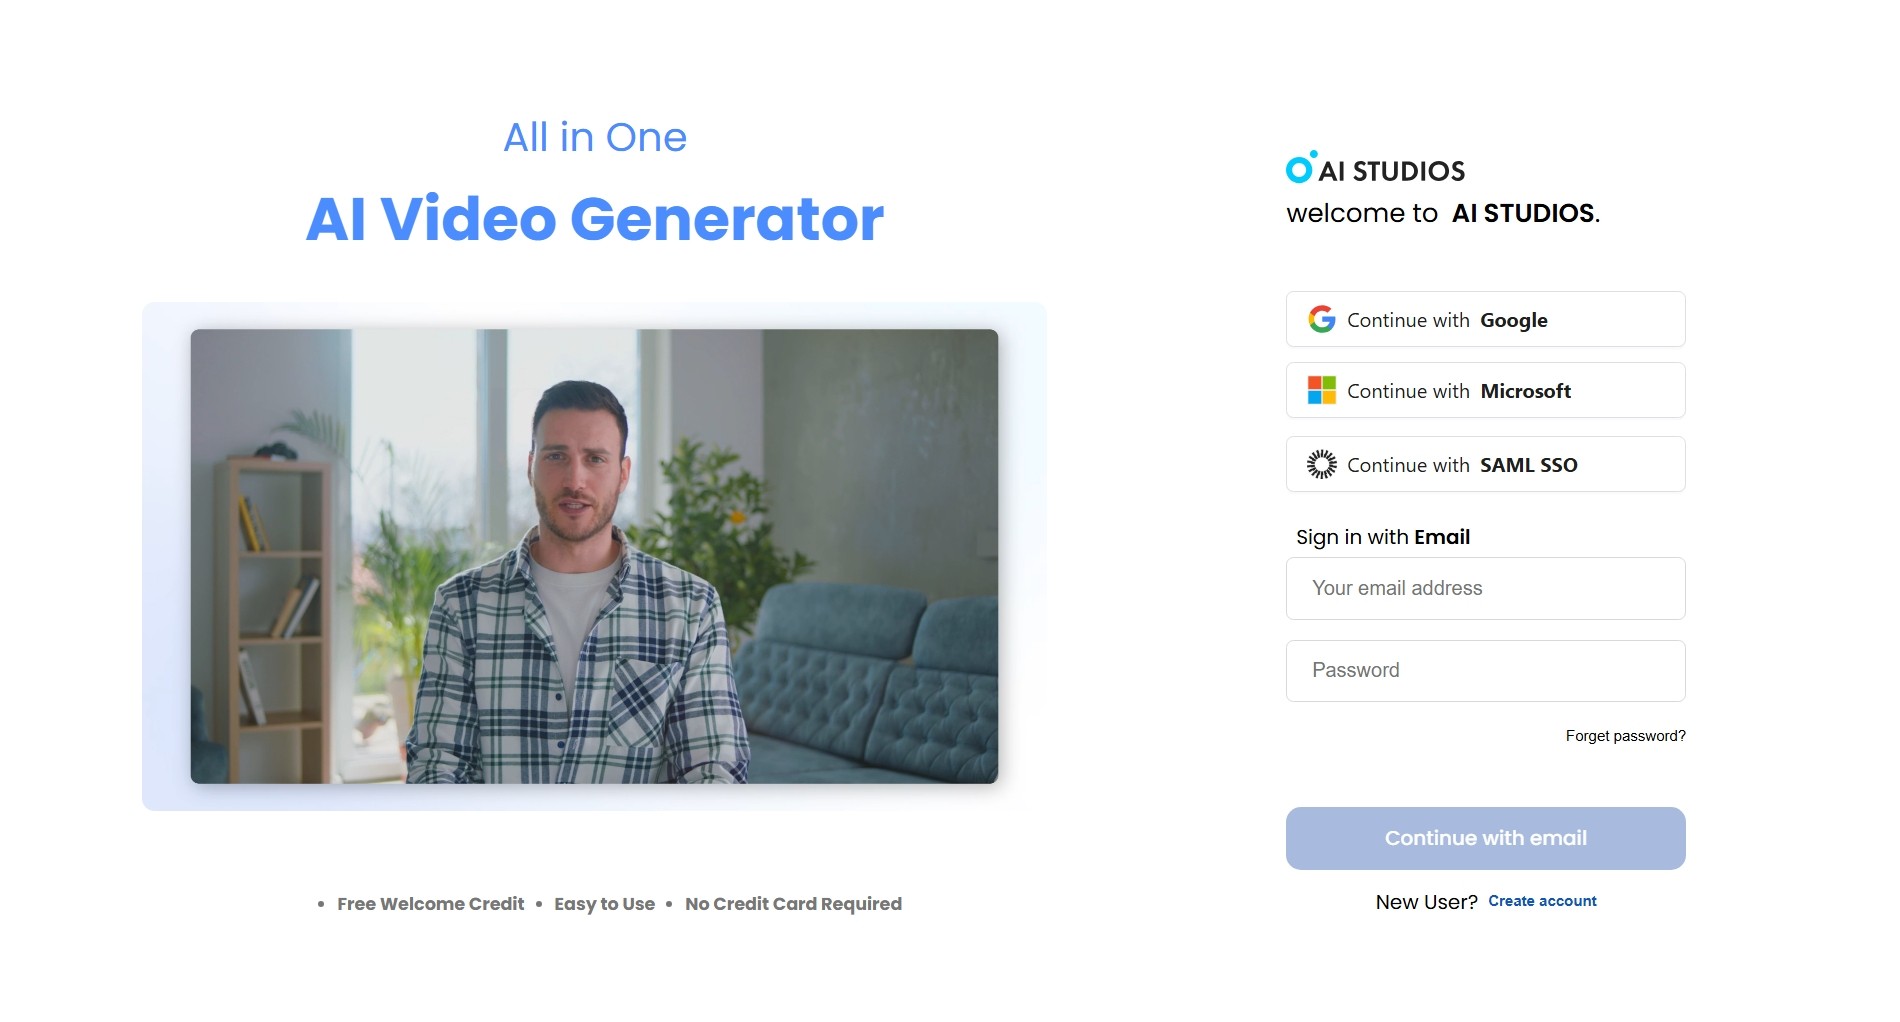 All in One
AI Video Generator
• Free Welcome Credit • Easy to Use • No Credit Card Required
AI STUDIOS
welcome to AI STUDIOS.
Continue with Google
Continue with Microsoft
Continue with SAML SSO
Sign in with Email
Your email address
Password
Forget password?
Continue with email
New User? Create account